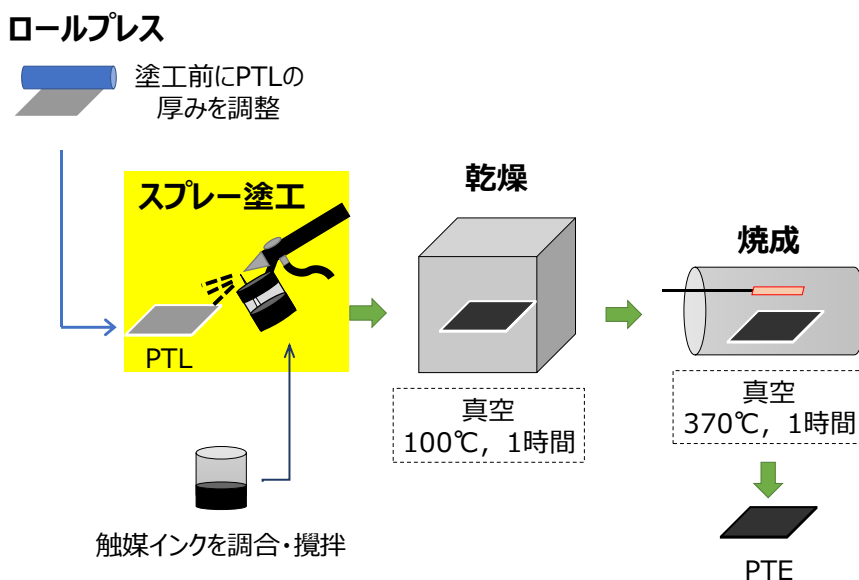 ロールプレス
塗工前にPTLの
厚みを調整
スプレー塗工
PTL
触媒インクを調合・攪拌
乾燥
真空
100℃，1時間
焼成
真空
370℃，1時間
PTE